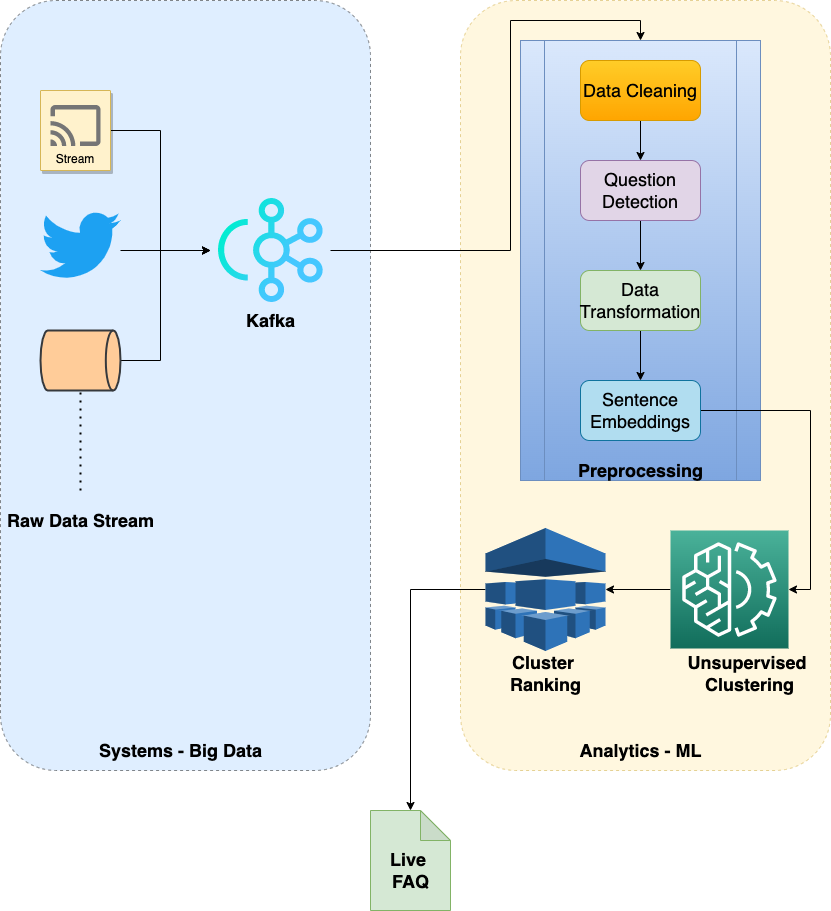 Stream
Kafka
Raw Data Stream
Systems - Big Data
Data Cleaning
Question
Detection
Data
Transformation
Sentence
Embeddings
Preprocessing
Cluster
Ranking
Unsupervised
Clustering
Analytics - ML
Live
FAQ